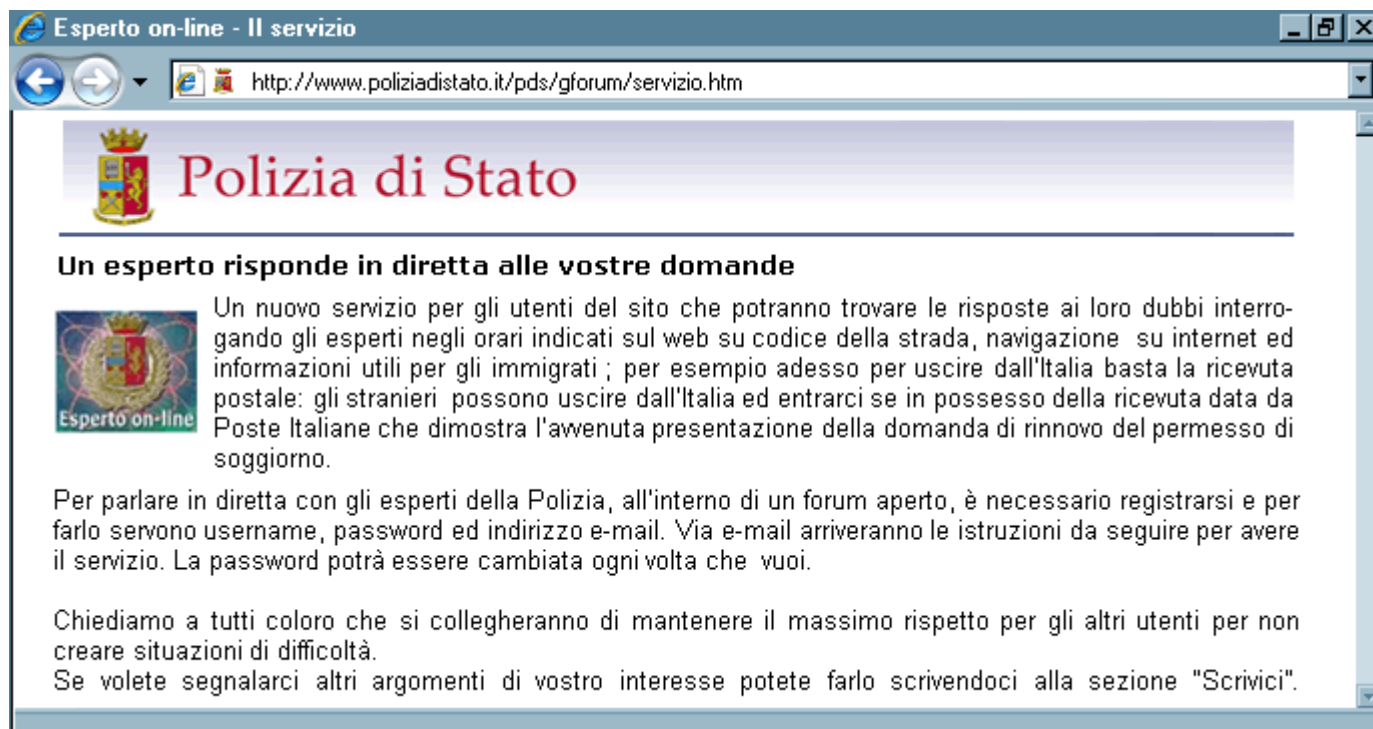 Esperto on-line - Il servizio
http://www.poliziadistato.it/pds/gforum/servizio.htm
Polizia di Stato
Un esperto risponde in diretta alle vostre domande
Esperto on-line
Un nuovo servizio per gli utenti del sito che potranno trovare le risposte ai loro dubbi interro-
gando gli esperti negli orari indicati sul web su codice della strada, navigazione su internet ed
informazioni utili per gli immigrati ; per esempio adesso per uscire dall'Italia basta la ricevuta
postale: gli stranieri possono uscire dall'Italia ed entrarci se in possesso della ricevuta data da
Poste Italiane che dimostra l'avvenuta presentazione della domanda di rinnovo del permesso di
soggiorno.
Per parlare in diretta con gli esperti della Polizia, all'interno di un forum aperto, è necessario registrarsi e per
farlo servono username, password ed indirizzo e-mail. Via e-mail arriveranno le istruzioni da seguire per avere
il servizio. La password potrà essere cambiata ogni volta che vuoi.
Chiediamo a tutti coloro che si collegheranno di mantenere il massimo rispetto per gli altri utenti per non
creare situazioni di difficoltà.
Se volete segnalarci altri argomenti di vostro interesse potete farlo scrivendoci alla sezione "Scrivici".